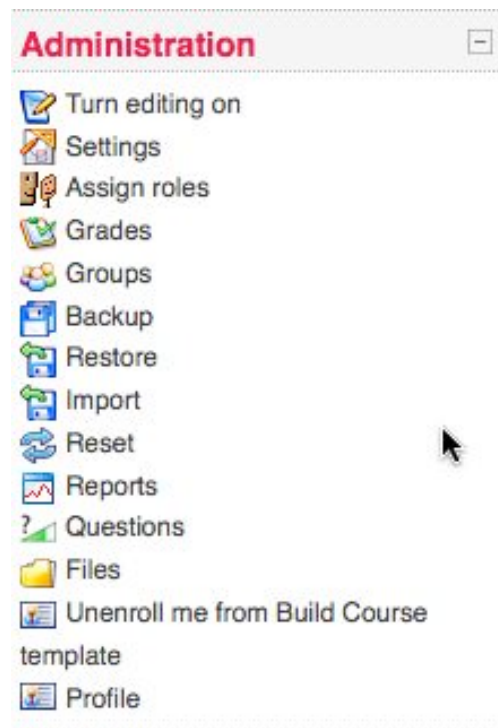 Administration
Turn editing on
Settings
Assign roles
Grades
Groups
Backup
Restore
Import
Reset
Reports
Questions
Files
Unenroll me from Build Course
template
Profile